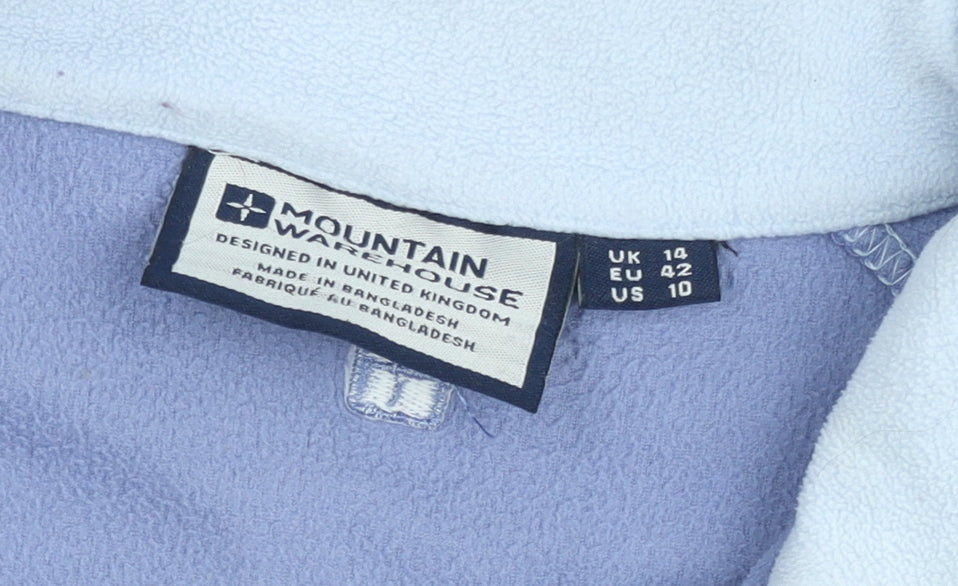 MOUNTAIN
WAREHOUSE
DESIGNED IN UNITED KINGDOM
MADE IN BANGLADESH
FABRIQUÉ AU BANGLADESH
UK 14
EU 42
US 10